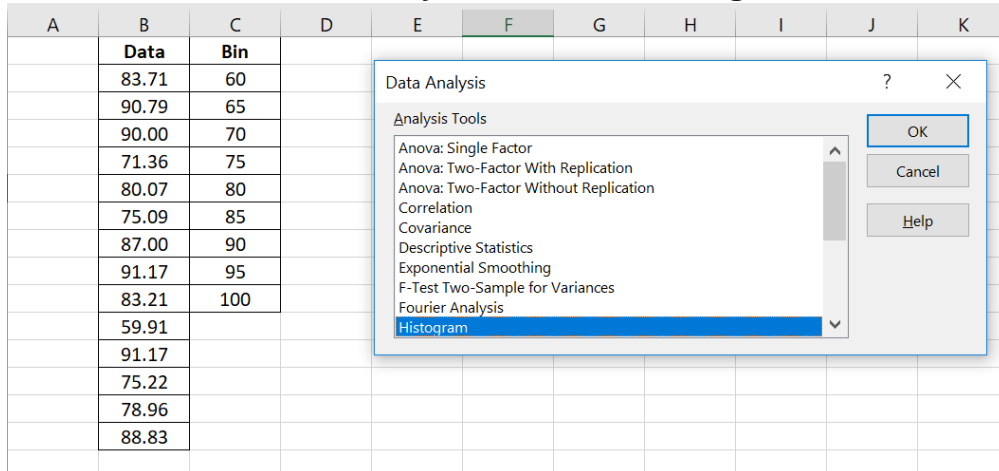 A B C D E F G H I J K
Data Bin
83.71 60
90.79 65
90.00 70
71.36 75
80.07 80
75.09 85
87.00 90
91.17 95
83.21 100
59.91
91.17
75.22
78.96
88.83
Data Analysis ?
Analysis Tools
Anova: Single Factor
Anova: Two-Factor With Replication
Anova: Two-Factor Without Replication
Correlation
Covariance
Descriptive Statistics
Exponential Smoothing
F-Test Two-Sample for Variances
Fourier Analysis
Histogram
OK
Cancel
Help